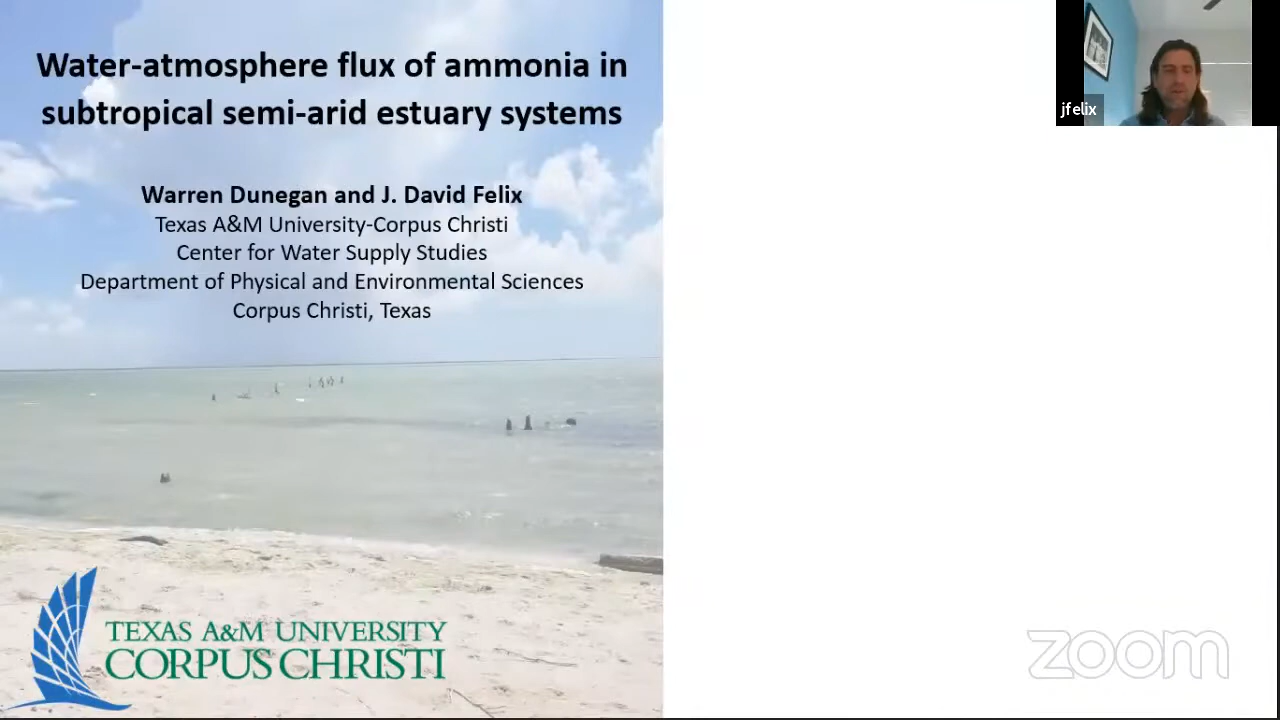 Water-atmosphere flux of ammonia in
subtropical semi-arid estuary systems
Warren Dunegan and J. David Felix
Texas A&M University-Corpus Christi
Center for Water Supply Studies
Department of Physical and Environmental Sciences
Corpus Christi, Texas
TEXAS A&M UNIVERSITY
CORPUS CHRISTI
jfelix
zoom